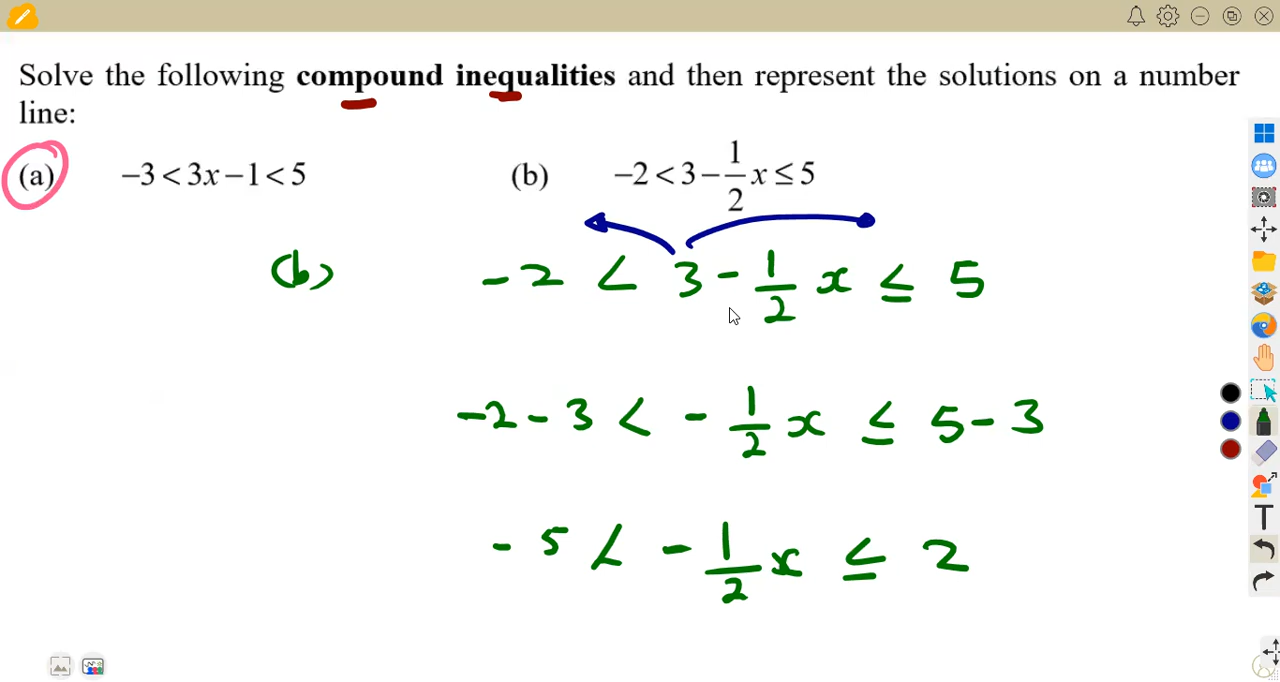 Solve the following compound inequalities and then represent the solutions on a number
line:
(a) −3 < 3x − 1 < 5 (b) −2 < 3 − 1/2 x ≤ 5
(b) -2 < 3 - 1/2 x ≤ 5
-2 - 3 < - 1/2 x ≤ 5 - 3
-5 < - 1/2 x ≤ 2
T